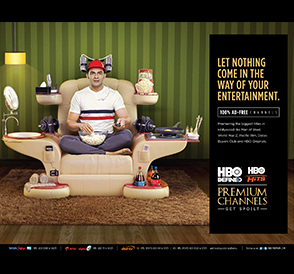 LET NOTHING
COME IN THE
WAY OF YOUR
ENTERTAINMENT.
100% AD-FREE CHANNELS
Premiering the biggest titles in
Hollywood like Man of Steel,
World War Z, Pacific Rim, Dallas
Buyers Club and HBO Originals.
HBO DEFINED
HBO HITS
PREMIUM
CHANNELS
GET SPOILT